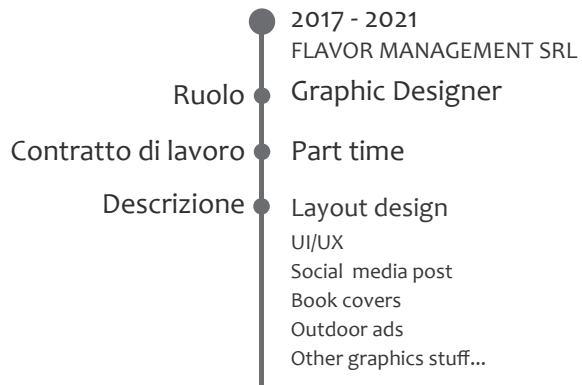 2017 - 2021
FLAVOR MANAGEMENT SRL
Ruolo Graphic Designer
Contratto di lavoro Part time
Descrizione Layout design
UI/UX
Social media post
Book covers
Outdoor ads
Other graphics stuff...